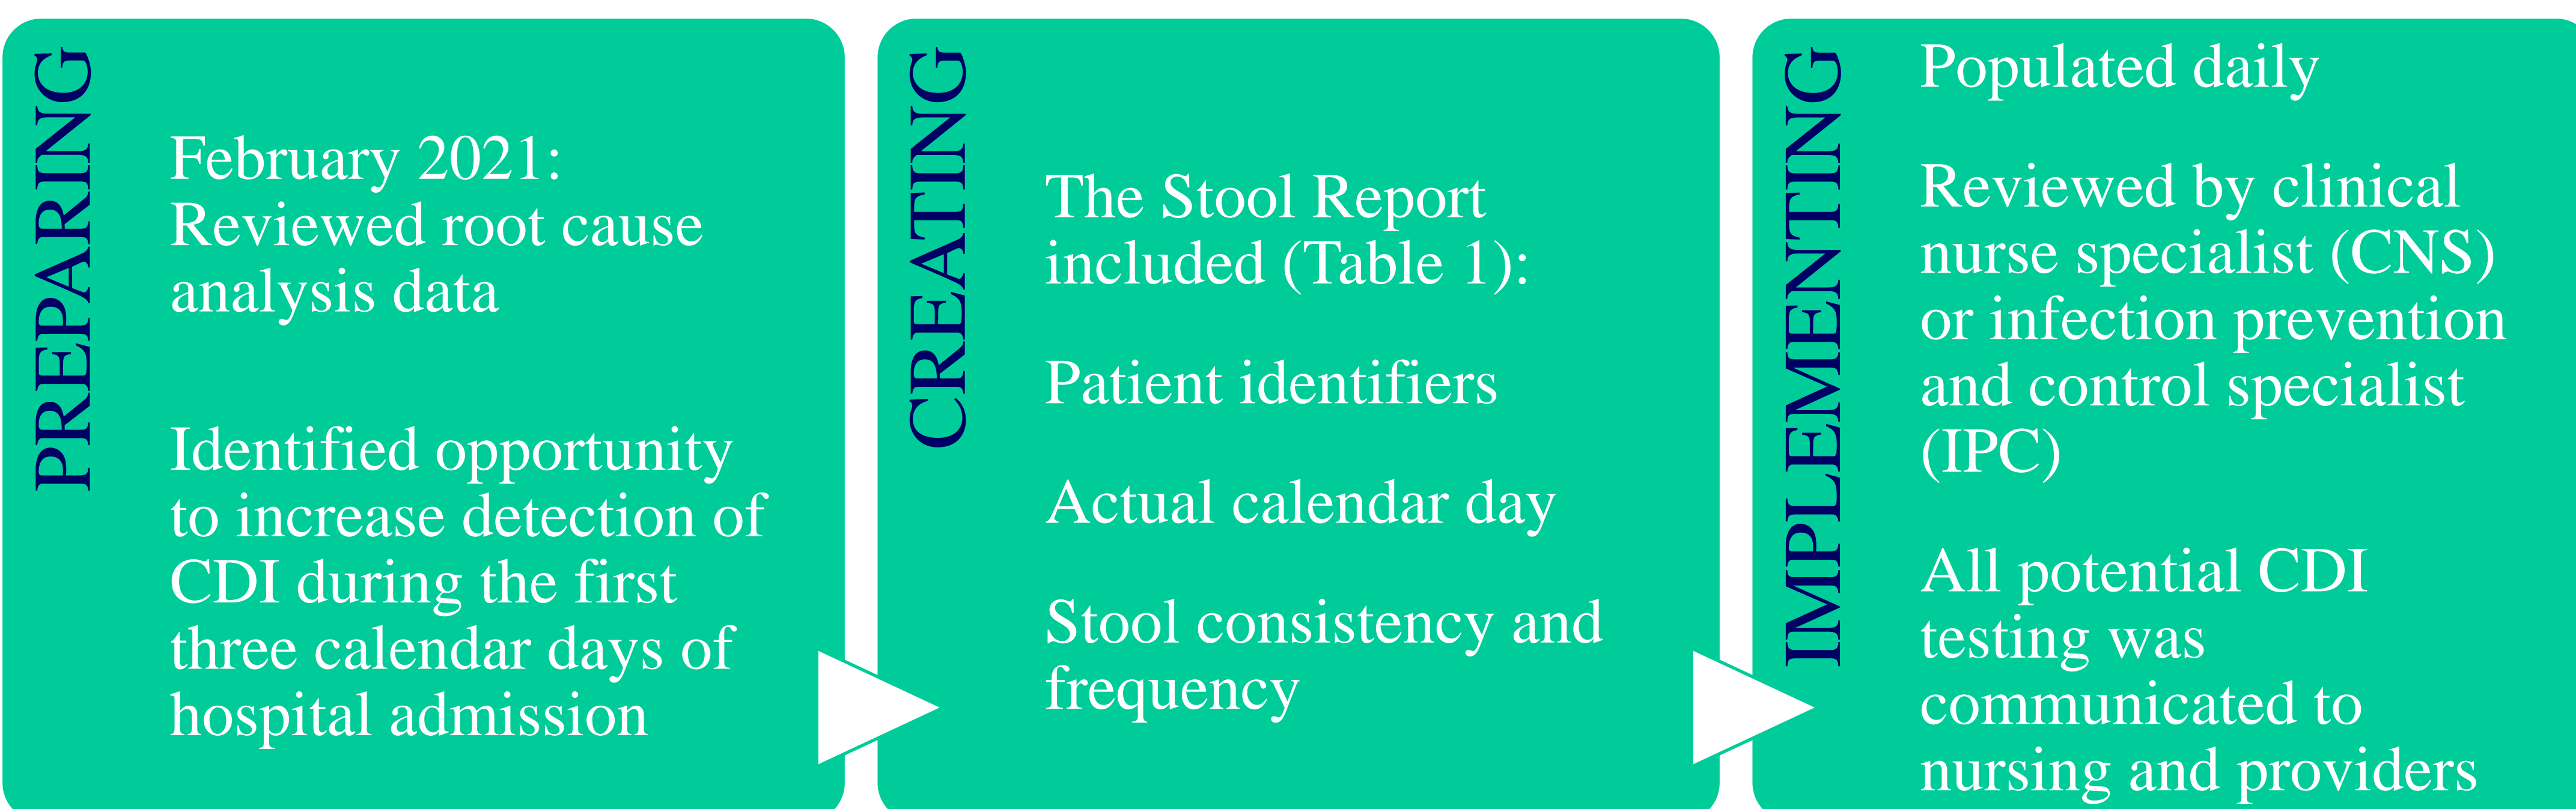 PREPARING
February 2021:
Reviewed root cause
analysis data
Identified opportunity
to increase detection of
CDI during the first
three calendar days of
hospital admission
CREATING
The Stool Report
included (Table 1):
Patient identifiers
Actual calendar day
Stool consistency and
frequency
IMPLEMENTING
Populated daily
Reviewed by clinical
nurse specialist (CNS)
or infection prevention
and control specialist
(IPC)
All potential CDI
testing was
communicated to
nursing and providers